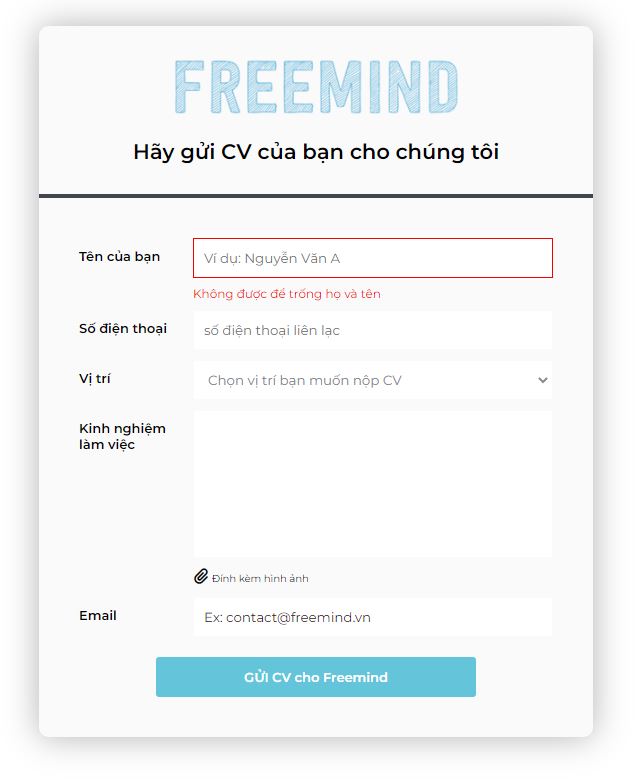 FREEMIND
Hãy gửi CV của bạn cho chúng tôi
Tên của bạn
Ví dụ: Nguyễn Văn A
Không được để trống họ và tên
Số điện thoại
số điện thoại liên lạc
Vị trí
Chọn vị trí bạn muốn nộp CV
Kinh nghiệm
làm việc
Đính kèm hình ảnh
Email
Ex: contact@freemind.vn
GỬI CV cho Freemind